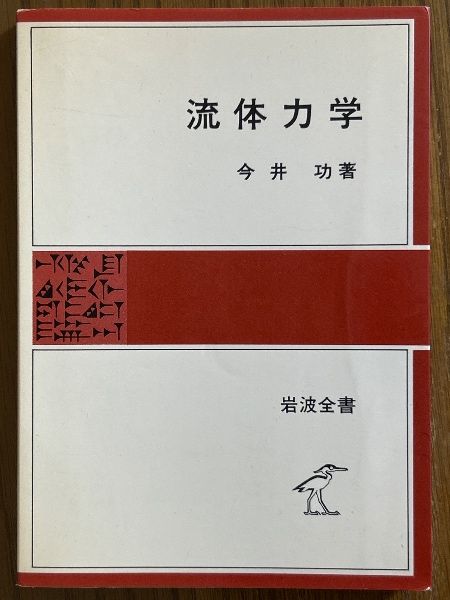 流体力学
今井 功著
岩波全書